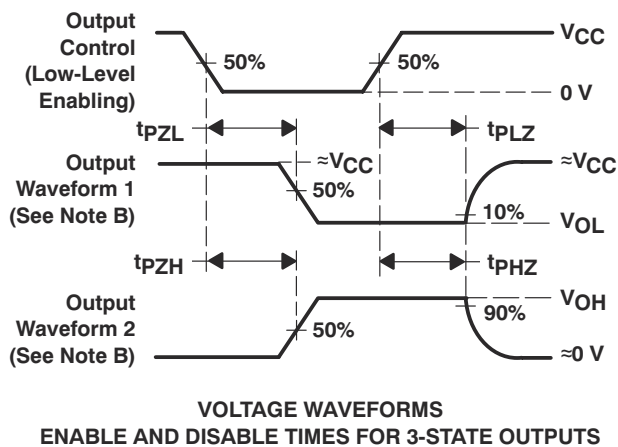 Output
Control
(Low-Level
Enabling)
50%
50%
VCC
0 V
tPZL
tPLZ
Output
Waveform 1
(See Note B)
≈VCC
50%
≈VCC
10%
VOL
tPZH
tPHZ
Output
Waveform 2
(See Note B)
50%
VOH
90%
≈0 V
VOLTAGE WAVEFORMS
ENABLE AND DISABLE TIMES FOR 3-STATE OUTPUTS